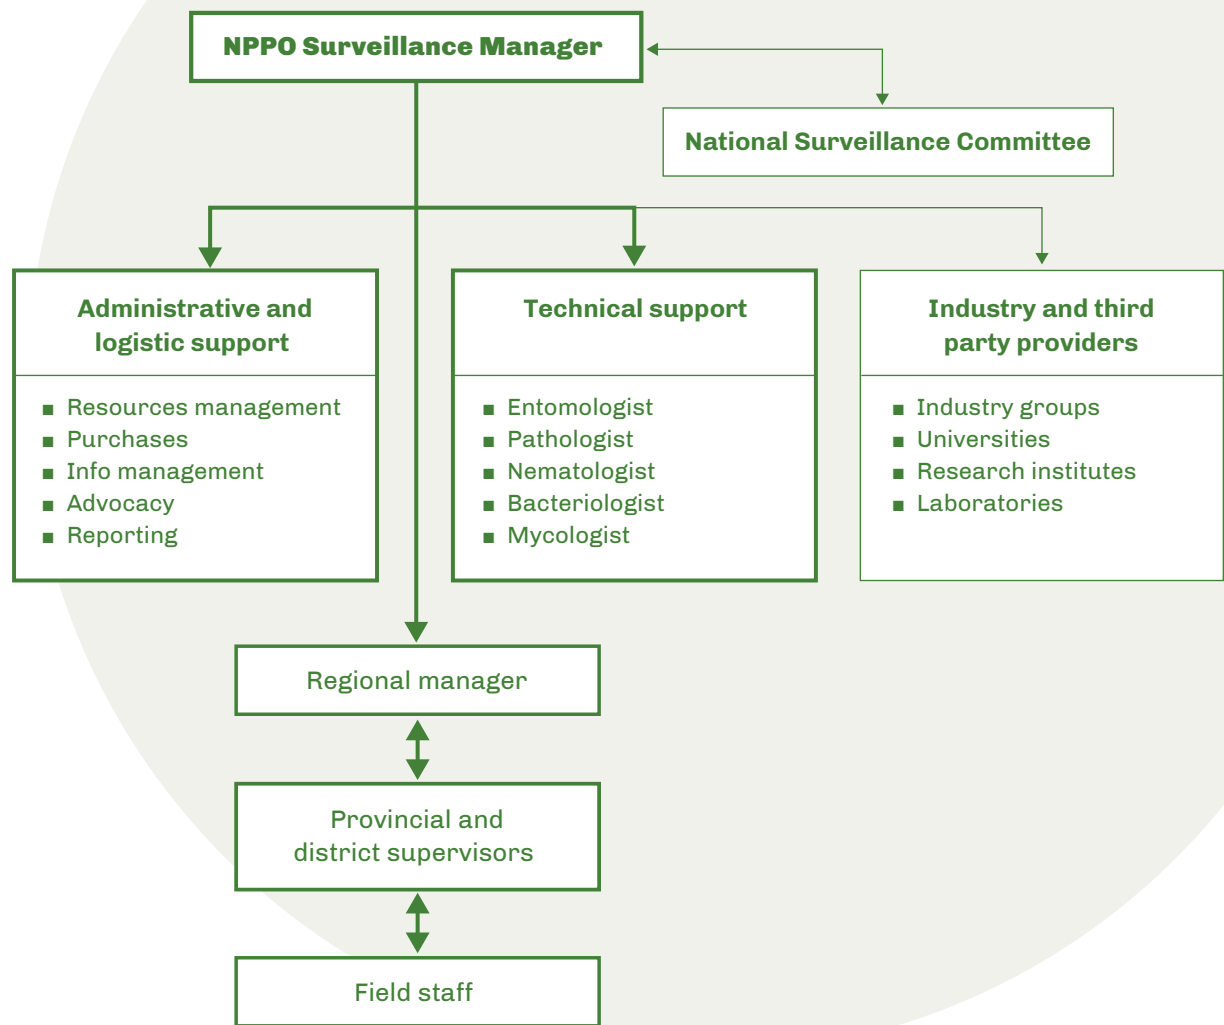 NPPO Surveillance Manager
National Surveillance Committee
Administrative and
logistic support
■ Resources management
■ Purchases
■ Info management
■ Advocacy
■ Reporting
Technical support
■ Entomologist
■ Pathologist
■ Nematologist
■ Bacteriologist
■ Mycologist
Industry and third
party providers
■ Industry groups
■ Universities
■ Research institutes
■ Laboratories
Regional manager
Provincial and
district supervisors
Field staff